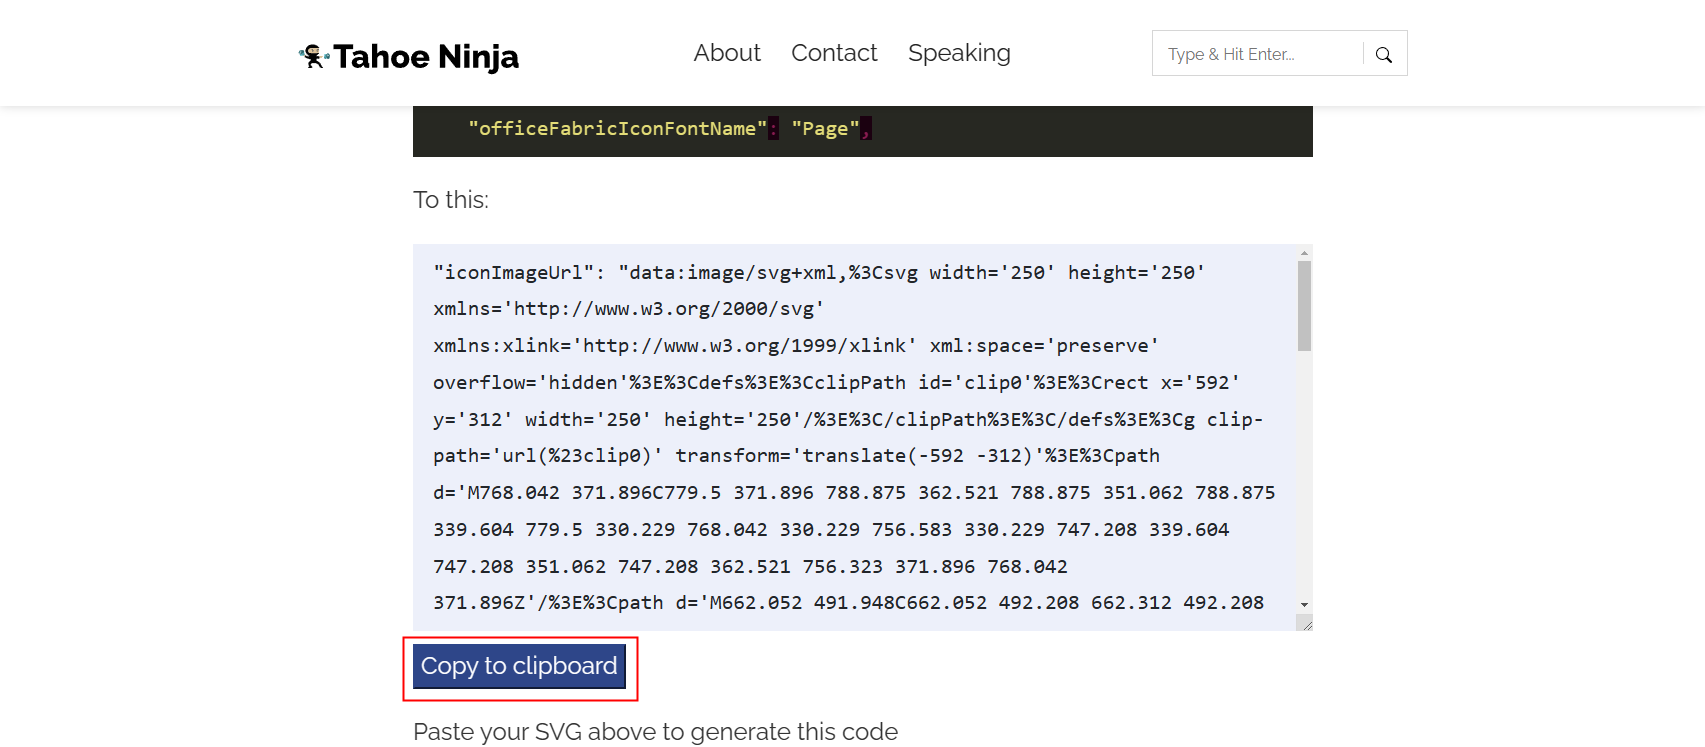 Tahoe Ninja
About Contact Speaking
Type & Hit Enter...
"officeFabricIconFontName": "Page",
To this:
"iconImageUrl": "data:image/svg+xml,%3Csvg width='250' height='250'
xmlns='http://www.w3.org/2000/svg'
xmlns:xlink='http://www.w3.org/1999/xlink' xml:space='preserve'
overflow='hidden'%3E%3Cdefs%3E%3CclipPath id='clip0'%3E%3Crect x='592'
y='312' width='250' height='250'/%3E%3C/clipPath%3E%3C/defs%3E%3Cg clip-
path='url(%23clip0)' transform='translate(-592 -312)'%3E%3Cpath
d='M768.042 371.896C779.5 371.896 788.875 362.521 788.875 351.062 788.875
339.604 779.5 330.229 768.042 330.229 756.583 330.229 747.208 339.604
747.208 351.062 747.208 362.521 756.323 371.896 768.042
371.896Z'/%3E%3Cpath d='M662.052 491.948C662.052 492.208 662.312 492.208
Copy to clipboard
Paste your SVG above to generate this code